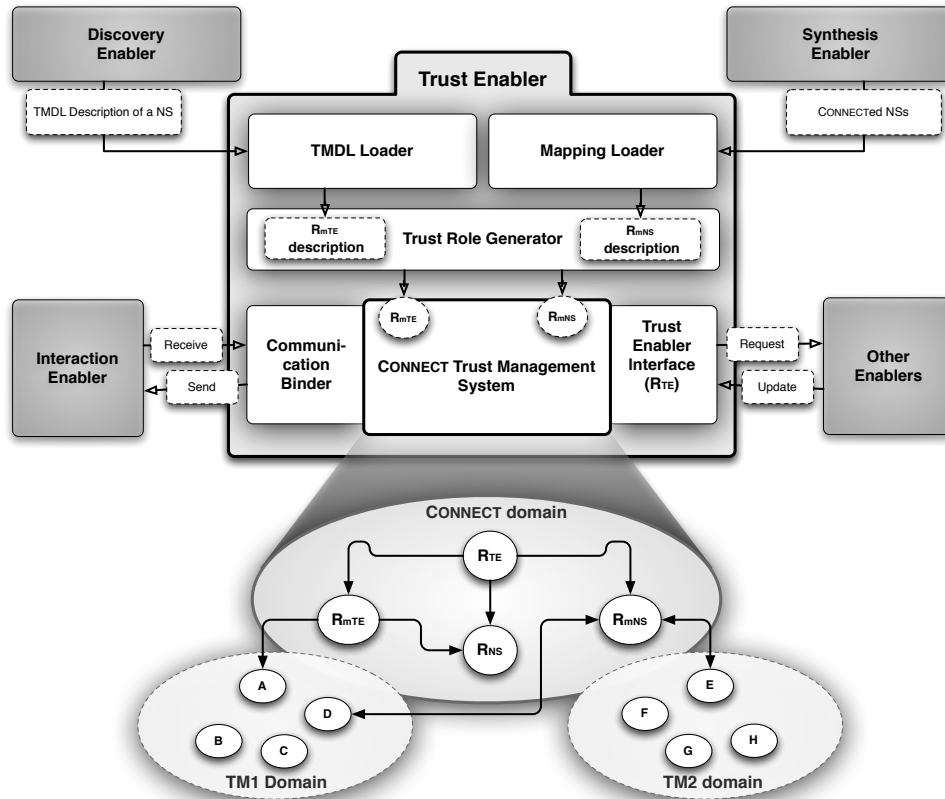 Discovery
Enabler
Synthesis
Enabler
Trust Enabler
TMDL Description of a NS
CONNECTed NSs
TMDL Loader
Mapping Loader
RmTE
description
Trust Role Generator
RmNS
description
RmTE
RmNS
Interaction
Enabler
Receive
Send
Communi-
cation
Binder
CONNECT Trust Management
System
Trust
Enabler
Interface
(RTE)
Request
Update
Other
Enablers
CONNECT domain
RTE
RmTE
RNS
RmNS
A
D
B
C
TM1 Domain
E
F
G
H
TM2 domain